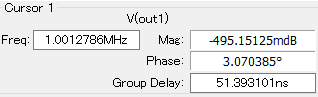 Cursor 1
V(out1)
Freq: 1.0012786MHz Mag: -495.15125mdB
Phase: 3.070385°
Group Delay: 51.393101ns